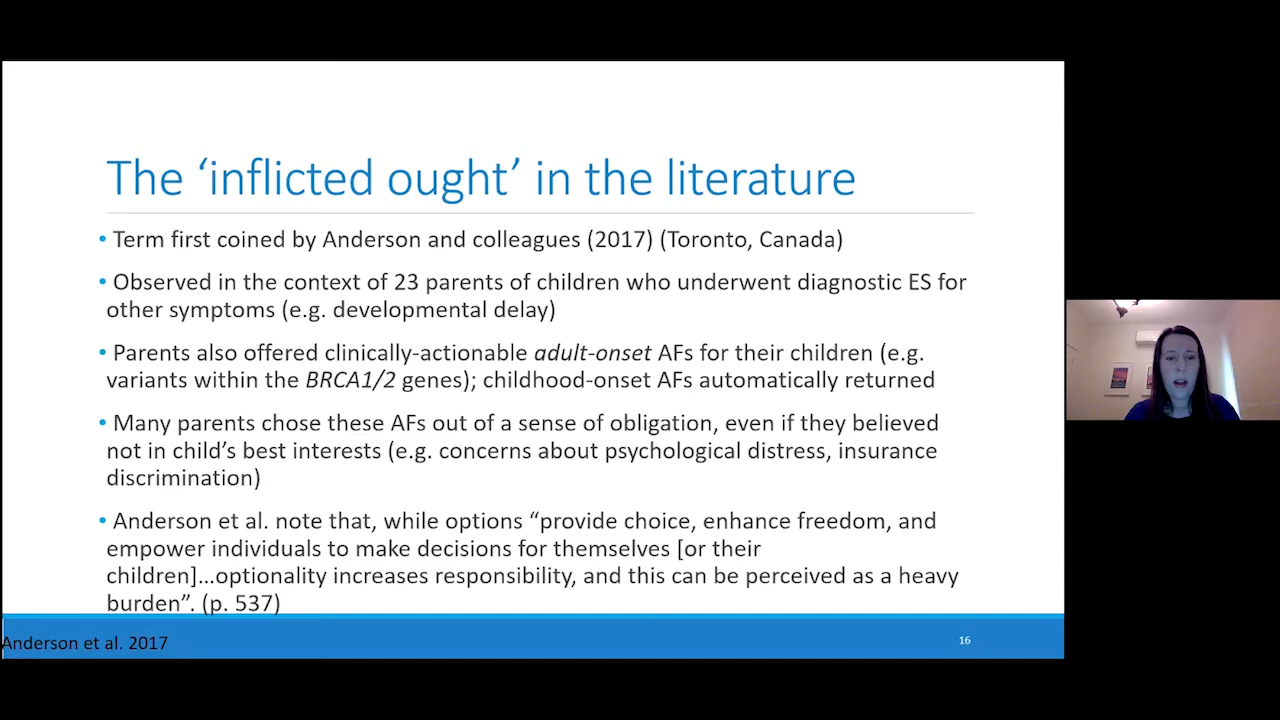 The ‘inflicted ought’ in the literature
• Term first coined by Anderson and colleagues (2017) (Toronto, Canada)
• Observed in the context of 23 parents of children who underwent diagnostic ES for
other symptoms (e.g. developmental delay)
• Parents also offered clinically-actionable adult-onset AFs for their children (e.g.
variants within the BRCA1/2 genes); childhood-onset AFs automatically returned
• Many parents chose these AFs out of a sense of obligation, even if they believed
not in child’s best interests (e.g. concerns about psychological distress, insurance
discrimination)
• Anderson et al. note that, while options “provide choice, enhance freedom, and
empower individuals to make decisions for themselves [or their
children]…optionality increases responsibility, and this can be perceived as a heavy
burden”. (p. 537)
Anderson et al. 2017
16